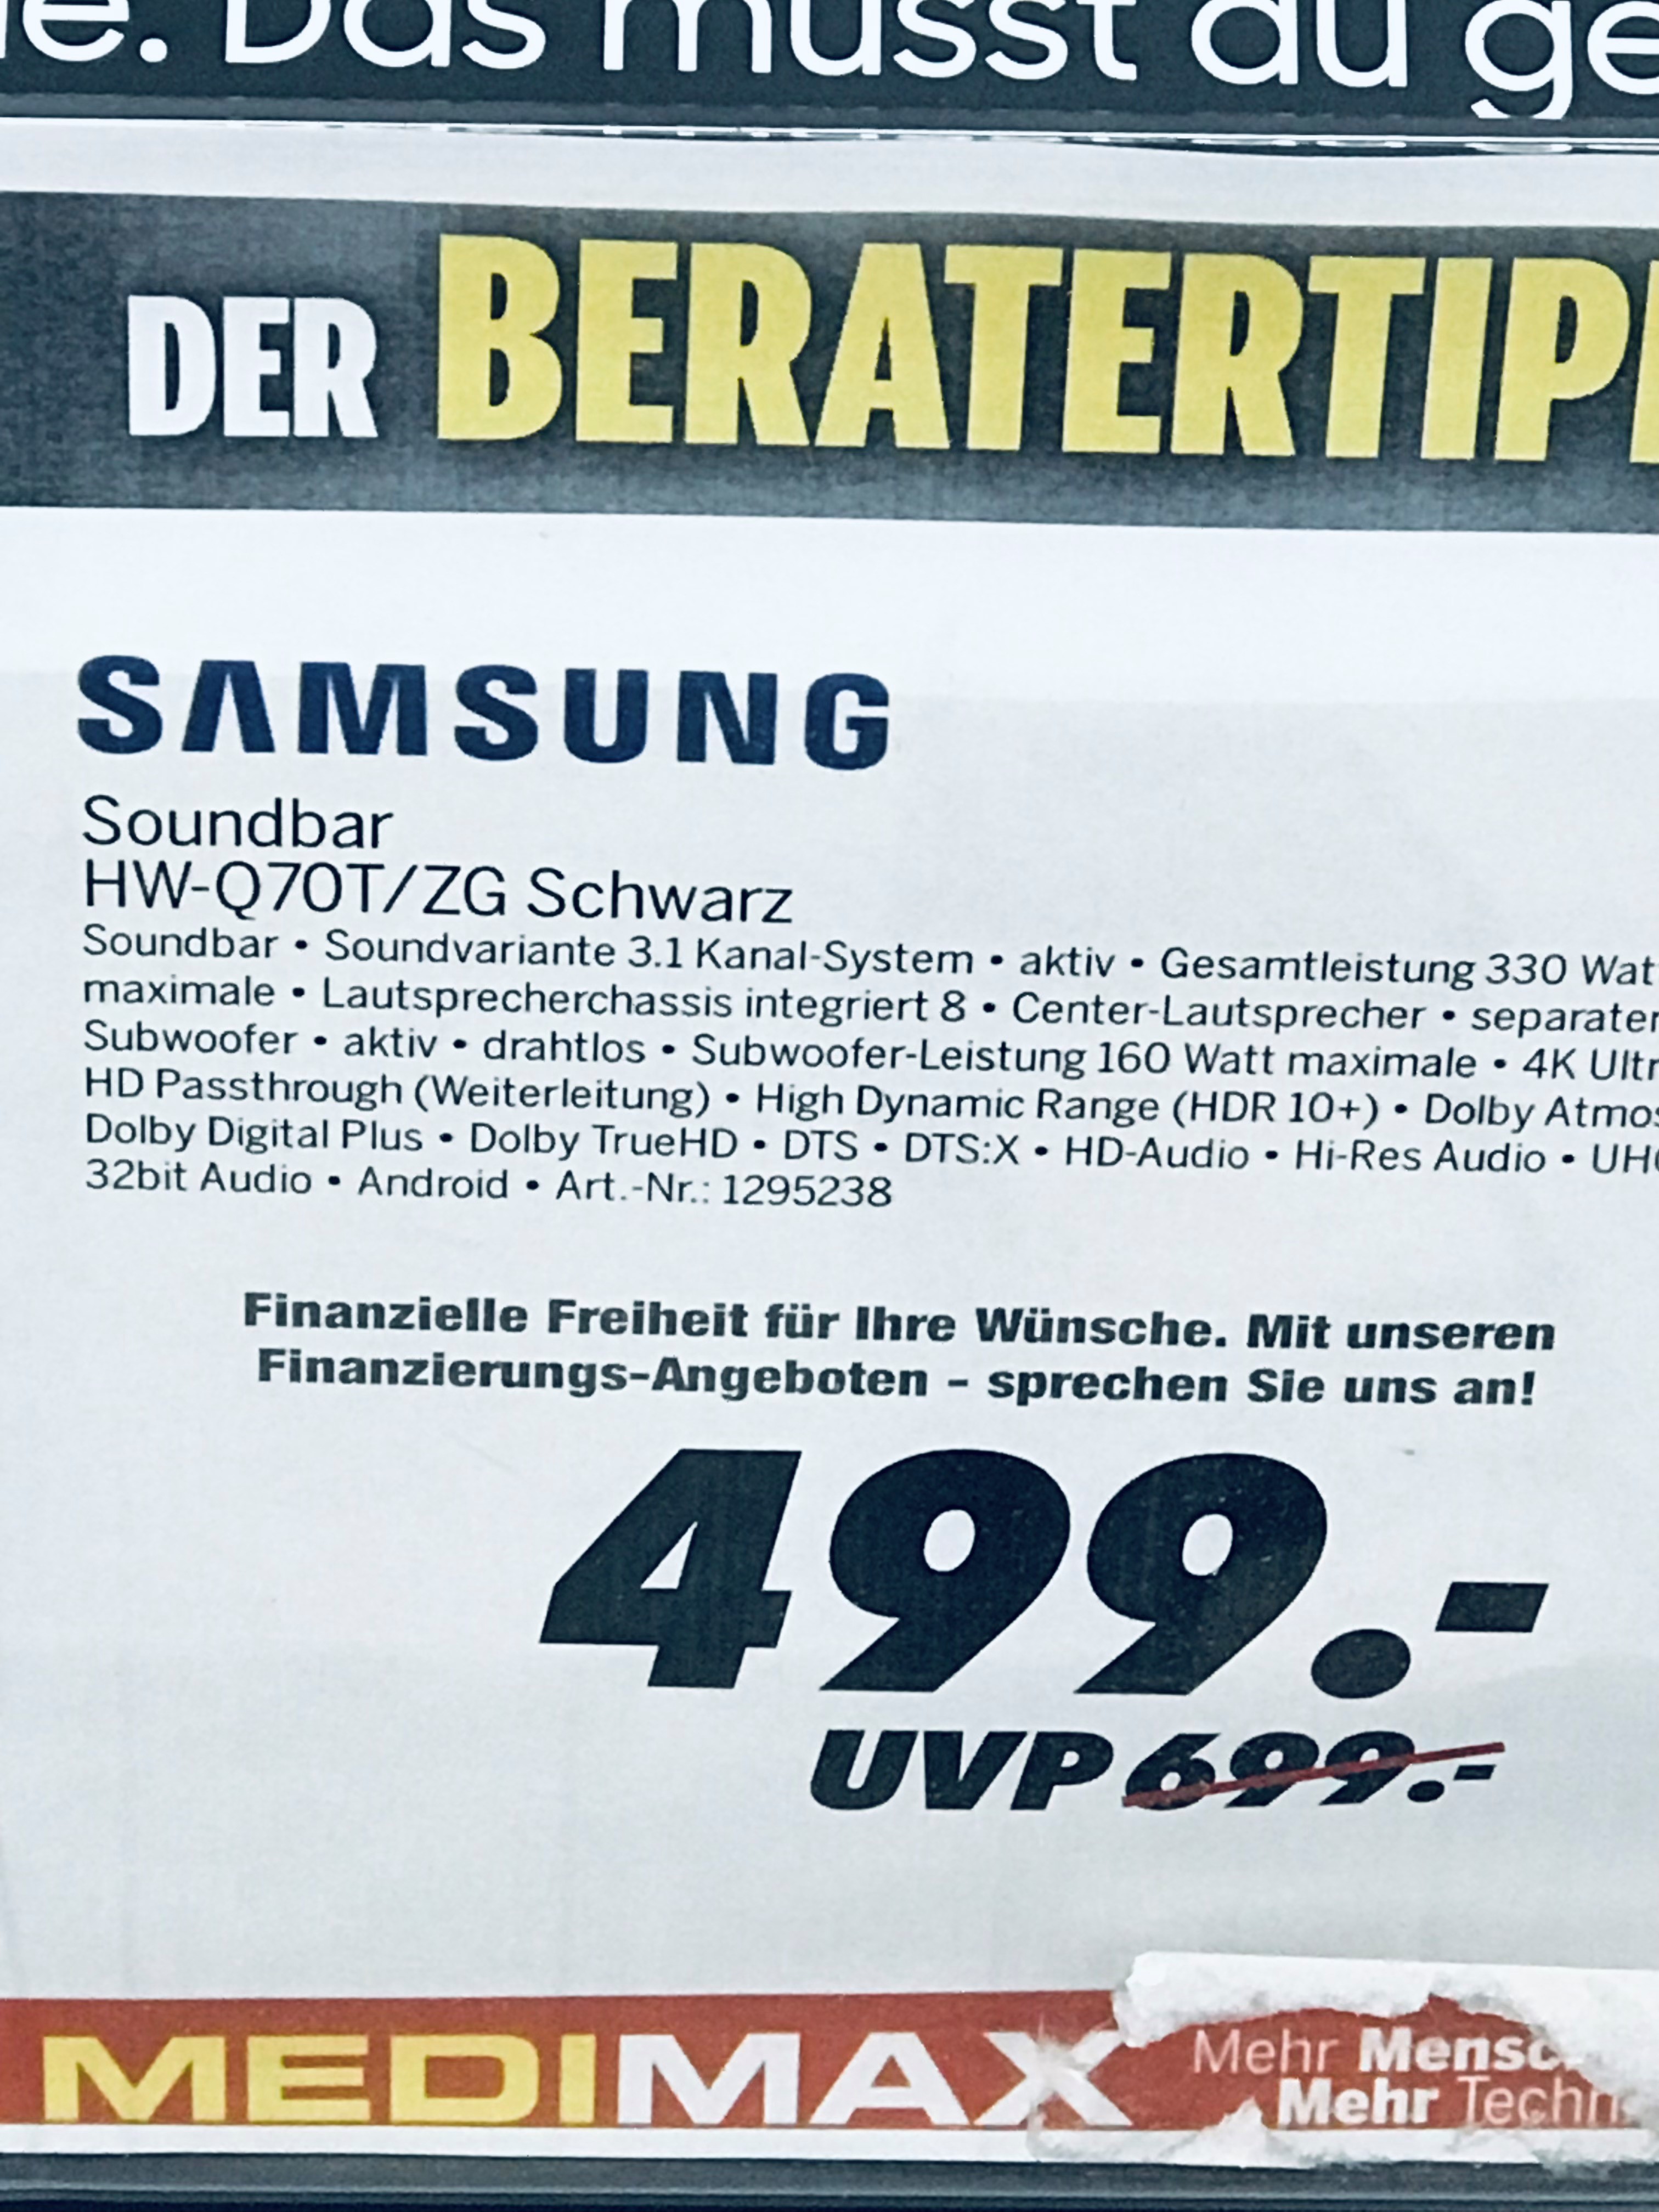 e. Das musst du ge
DER BERATERTIP
SAMSUNG
Soundbar
HW-Q70T/ZG Schwarz
Soundbar • Soundvariante 3.1 Kanal-System • aktiv • Gesamtleistung 330 Wat
maximale • Lautsprecherchassis integriert 8 • Center-Lautsprecher • separater
Subwoofer • aktiv • drahtlos • Subwoofer-Leistung 160 Watt maximale • 4K Ultr
HD Passthrough (Weiterleitung) • High Dynamic Range (HDR 10+) • Dolby Atmos
Dolby Digital Plus • Dolby TrueHD • DTS • DTS:X • HD-Audio • Hi-Res Audio • UH
32bit Audio • Android • Art.-Nr.: 1295238
Finanzielle Freiheit für Ihre Wünsche. Mit unseren
Finanzierungs-Angeboten - sprechen Sie uns an!
499.-
UVP 699.-
MEDIMAX
Mehr Mensc
Mehr Techn